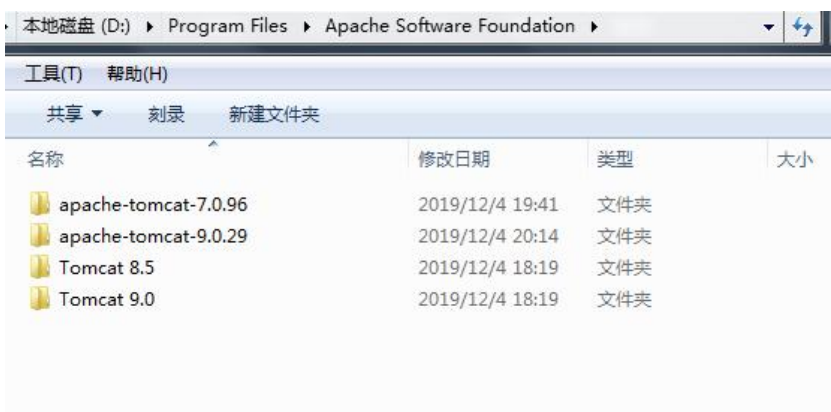 本地磁盘 (D:) Program Files Apache Software Foundation
工具(T) 帮助(H)
共享 刻录 新建文件夹
名称 修改日期 类型 大小
apache-tomcat-7.0.96 2019/12/4 19:41 文件夹
apache-tomcat-9.0.29 2019/12/4 20:14 文件夹
Tomcat 8.5 2019/12/4 18:19 文件夹
Tomcat 9.0 2019/12/4 18:19 文件夹